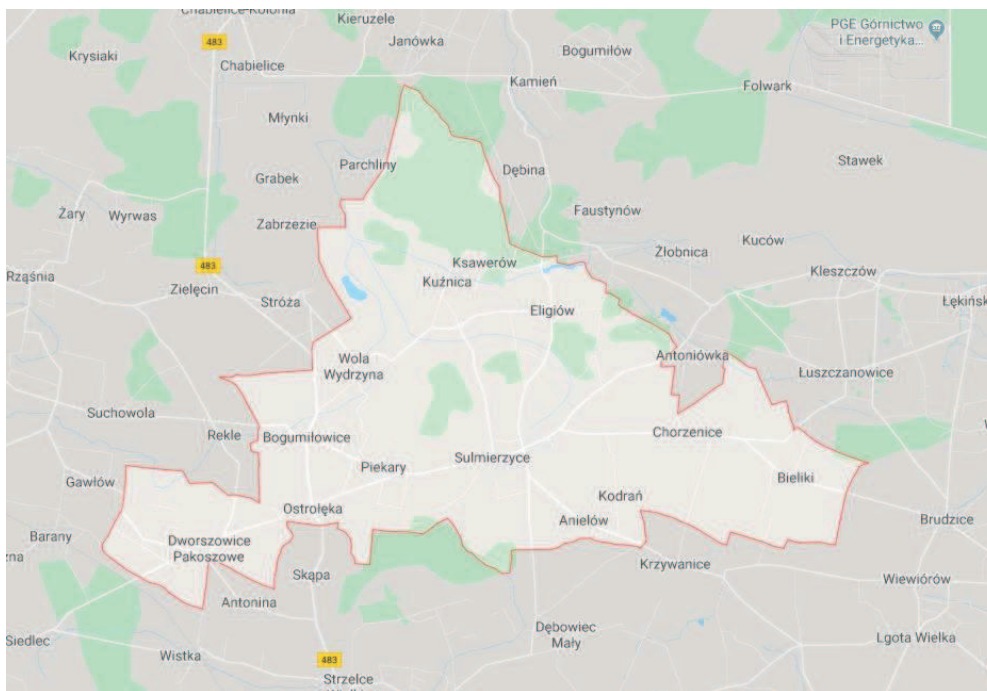 Chabielice-Kolonia
Kieruzele
PGE Górnictwo
i Energetyka...
483
Janówka
Krysiaki
Bogumiłów
Chabielice
Kamień
Folwark
Młynki
Parchliny
Stawek
Dębina
Grabek
Żary
Wyrwas
Faustynów
Zabrzezie
Kuców
Złobnica
Ksawerów
483
Kleszczów
Rząśnia
Kuźnica
Zielęcin
Stróża
Łękińsk
Eligiów
Wola
Wydrzyna
Antoniówka
Łuszczanowice
Suchowola
Rekle
Bogumiłowice
Chorzenice
Piekary
Sulmierzyce
Gawłów
Bieliki
Kodrań
Ostrołęka
Anielów
Brudzice
Barany
Dworszowice
Pakoszowe
zna
Krzywanice
Skąpa
Wiewiórów
Antonina
Dębowiec
Mały
Siedlec
Lgota Wielka
Wistka
483
Strzelce